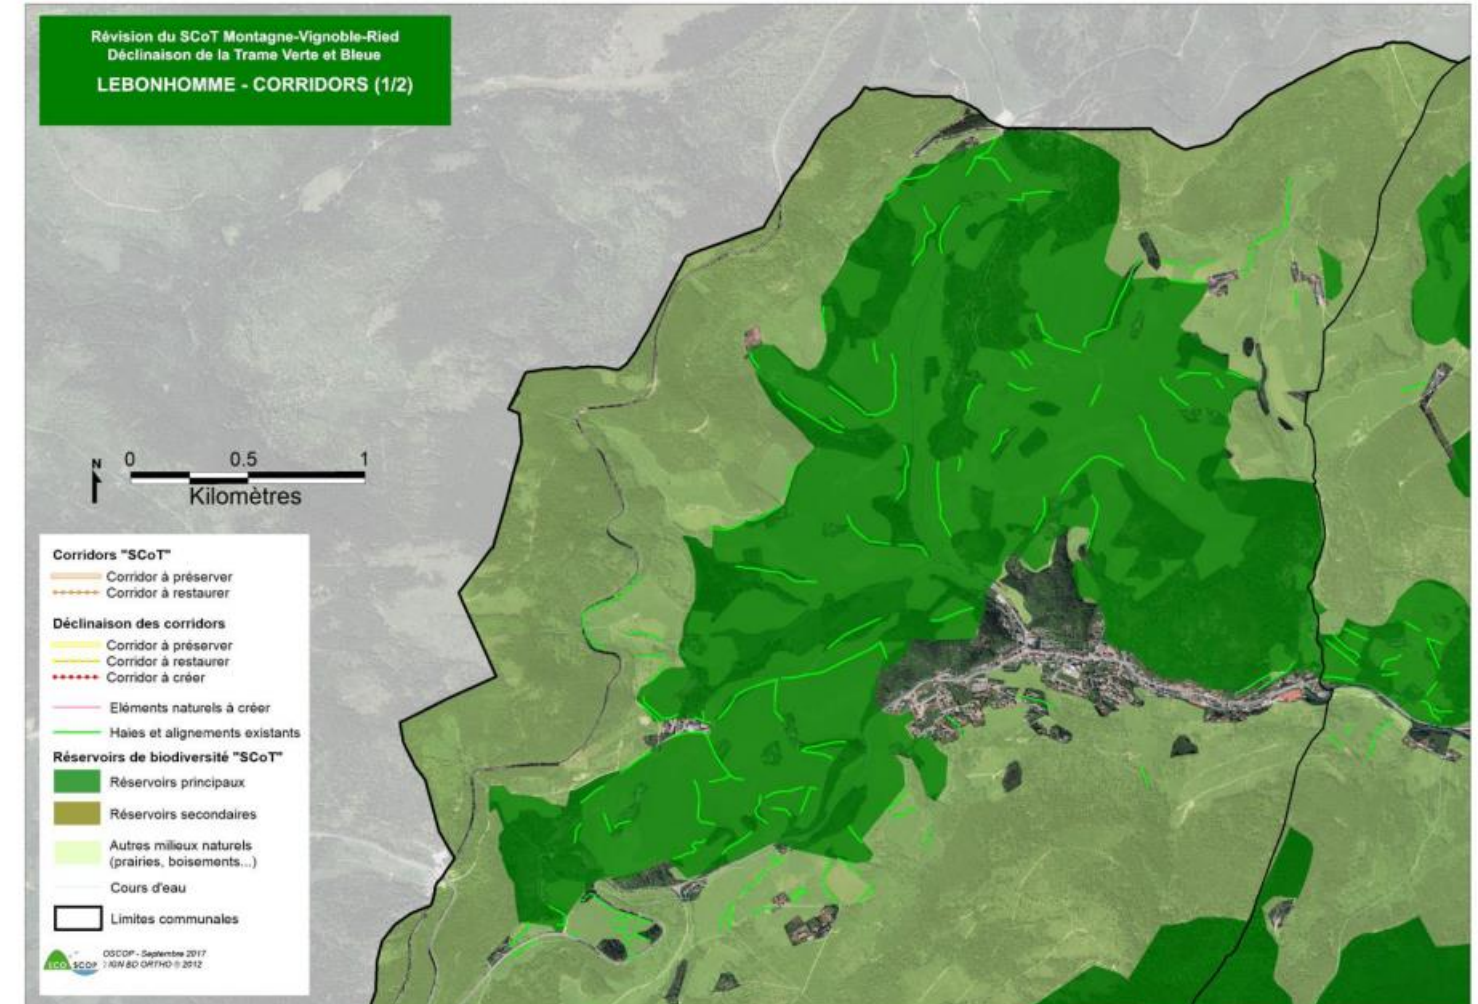 Révision du SCoT Montagne-Vignoble-Ried
Déclinaison de la Trame Verte et Bleue
LEBONHOMME - CORRIDORS (1/2)
N
0 0.5 1
Kilomètres
Corridors "SCoT"
Corridor à préserver
Corridor à restaurer
Déclinaison des corridors
Corridor à préserver
Corridor à restaurer
Corridor à créer
Eléments naturels à créer
Haies et alignements existants
Réservoirs de biodiversité "SCoT"
Réservoirs principaux
Réservoirs secondaires
Autres milieux naturels
(prairies, boisements...)
Cours d'eau
Limites communales
ECO SCOP
OSCOP - Septembre 2017
: IGN BD ORTHO ® 2012